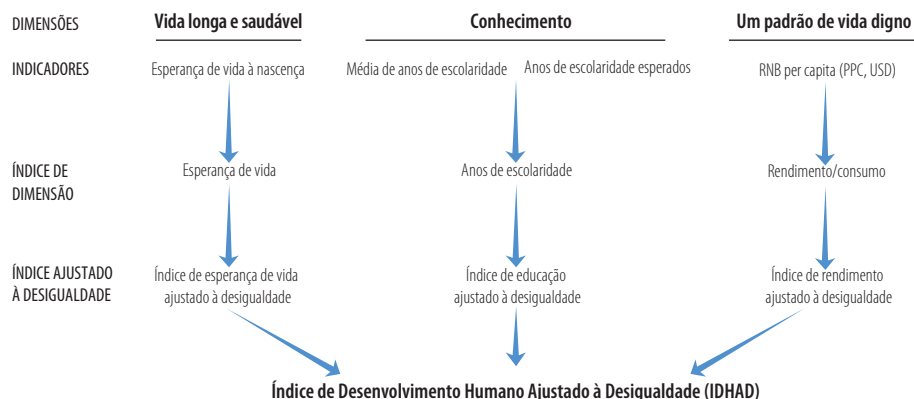 DIMENSÕES Vida longa e saudável Conhecimento Um padrão de vida digno
INDICADORES Esperança de vida à nascença Média de anos de escolaridade Anos de escolaridade esperados RNB per capita (PPC, USD)
ÍNDICE DE
DIMENSÃO
Esperança de vida Anos de escolaridade Rendimento/consumo
ÍNDICE AJUSTADO
À DESIGUALDADE
Índice de esperança de vida
ajustado à desigualdade
Índice de educação
ajustado à desigualdade
Índice de rendimento
ajustado à desigualdade
Índice de Desenvolvimento Humano Ajustado à Desigualdade (IDHAD)